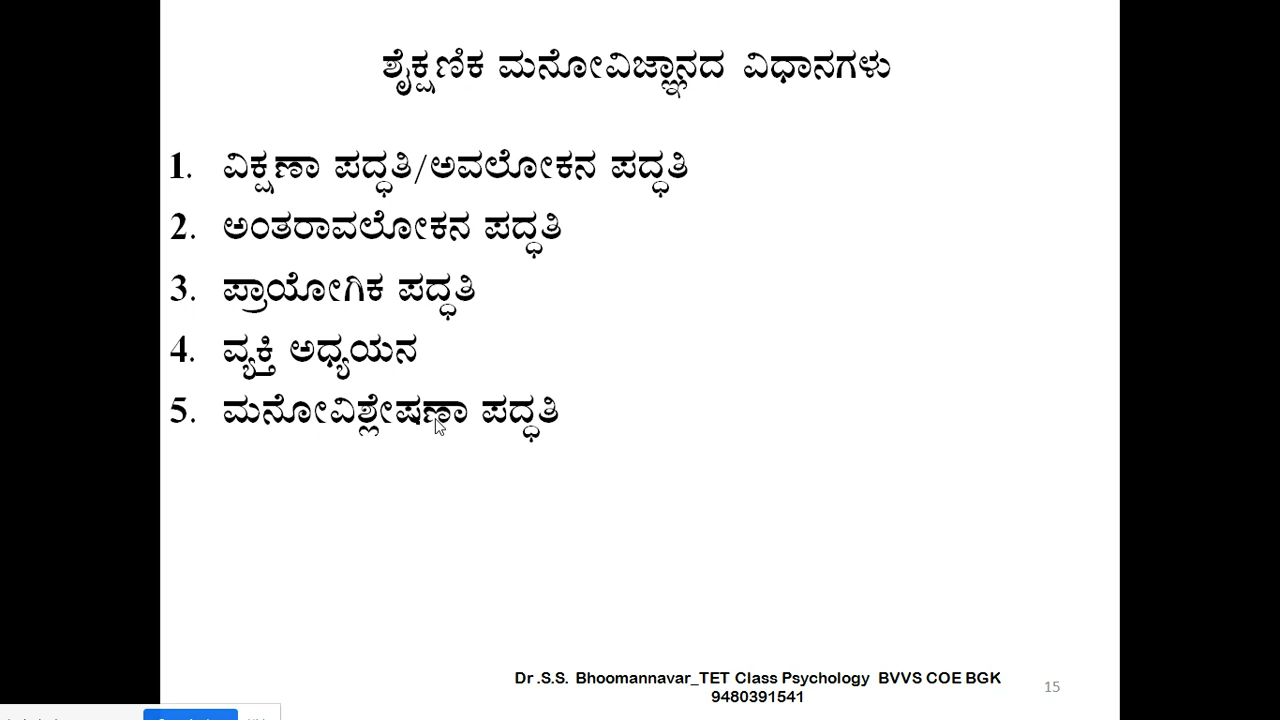 ಶೈಕ್ಷಣಿಕ ಮನೋವಿಜ್ಞಾನದ ವಿಧಾನಗಳು
1. ವಿಕ್ಷಣಾ ಪದ್ಧತಿ/ಅವಲೋಕನ ಪದ್ಧತಿ
2. ಅಂತರಾವಲೋಕನ ಪದ್ಧತಿ
3. ಪ್ರಾಯೋಗಿಕ ಪದ್ಧತಿ
4. ವ್ಯಕ್ತಿ ಅಧ್ಯಯನ
5. ಮನೋವಿಶ್ಲೇಷಣಾ ಪದ್ಧತಿ
Dr .S.S. Bhoomannavar_TET Class Psychology BVVS COE BGK
9480391541
15